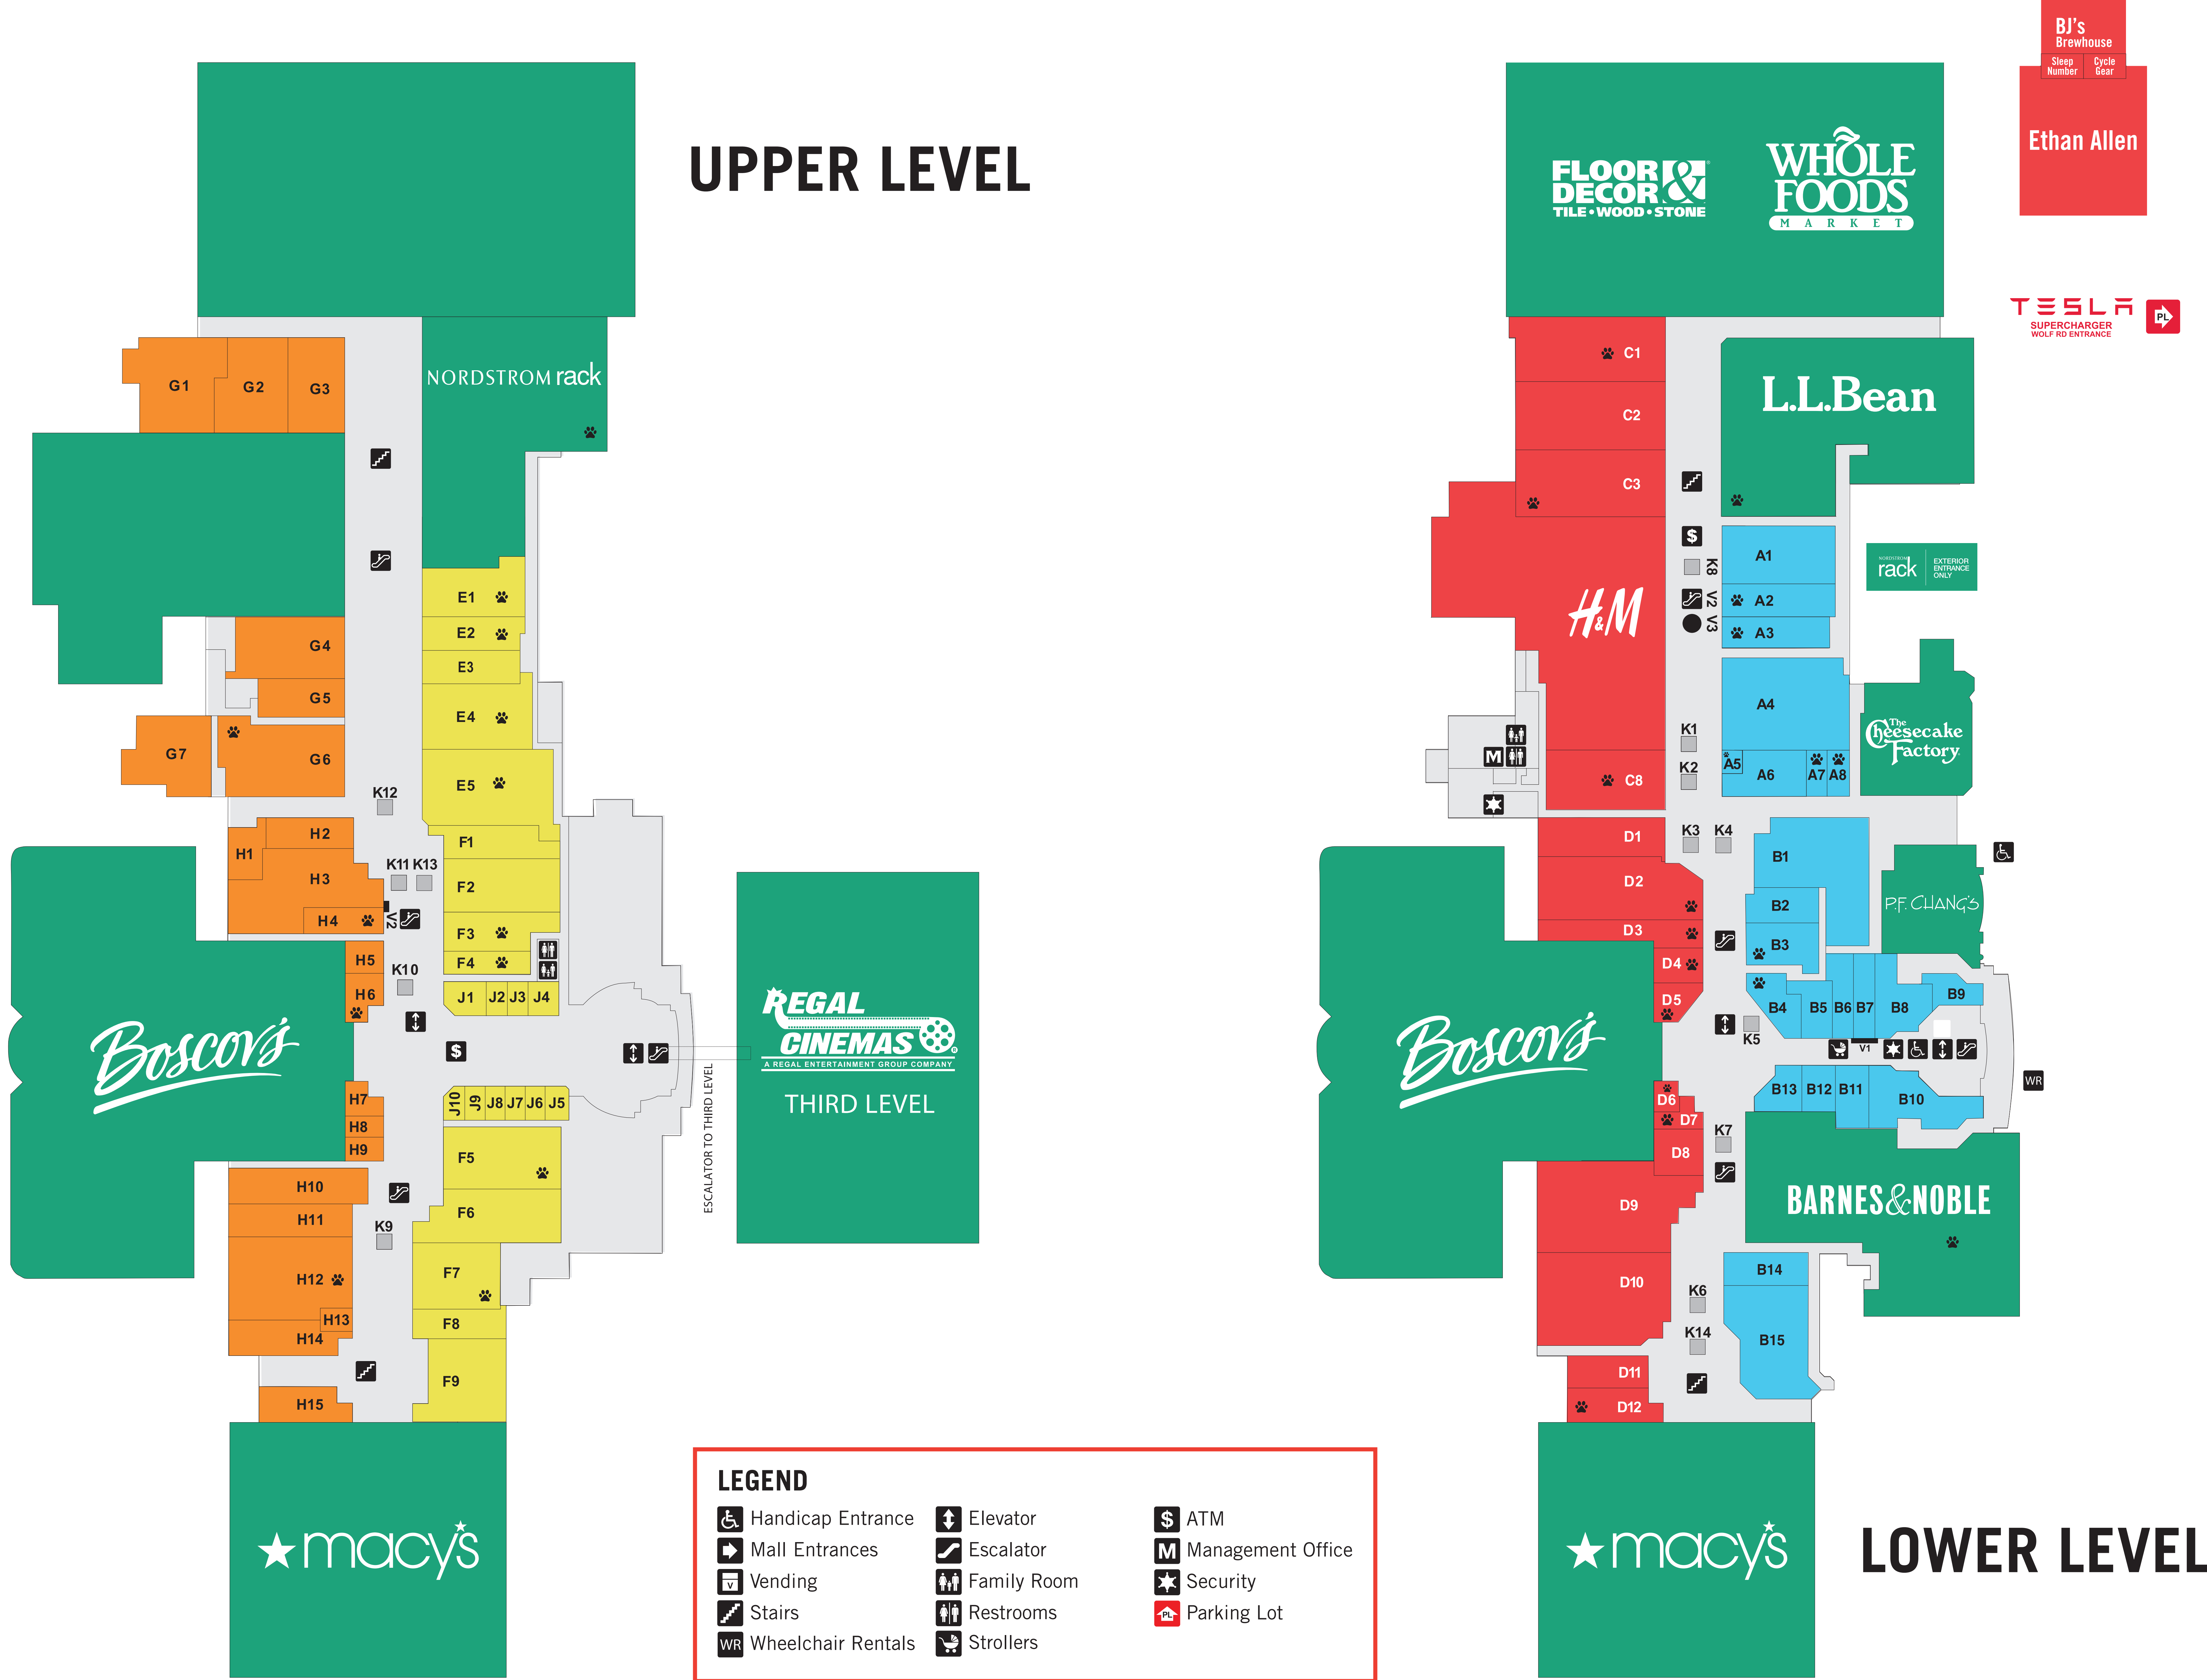 UPPER LEVEL
NORDSTROM rack
G1
G2
G3
E1
E2
E3
G4
G5
E4
G7
G6
E5
K12
H2
H1
F1
K11 K13
H3
F2
H4
V2
F3
H5
F4
K10
H6
J1 J2 J3 J4
Boscov's
$
REGAL
CINEMAS
®
A REGAL ENTERTAINMENT GROUP COMPANY
THIRD LEVEL
ESCALATOR TO THIRD LEVEL
H7
J10 J9 J8 J7 J6 J5
H8
H9
F5
H10
F6
H11
K9
F7
H12
H13
F8
H14
F9
H15
macy's
BJ's
Brewhouse
Sleep
Number
Cycle
Gear
Ethan Allen
TESLA
SUPERCHARGER
WOLF RD ENTRANCE
PL
FLOOR &
DECOR
®
TILE • WOOD • STONE
WHOLE
FOODS
MARKET
C1
L.L.Bean
C2
C3
$
A1
K8
NORDSTROM
rack
EXTERIOR
ENTRANCE
ONLY
V2
A2
H&M
V3
A3
A4
K1
The
Cheesecake
Factory
M
K2
A5
A6
A7 A8
C8
D1
K3 K4
B1
D2
B2
P.F. CHANG'S
D3
B3
D4
D5
B4
B5 B6 B7 B8
B9
K5
V1
Boscov's
WR
D6
B13 B12 B11
B10
D7
K7
D8
D9
BARNES & NOBLE
D10
B14
K6
K14
B15
D11
D12
macy's
LOWER LEVEL
LEGEND
Handicap Entrance
Mall Entrances
V
Vending
Stairs
WR
Wheelchair Rentals
Elevator
Escalator
Family Room
Restrooms
Strollers
$
ATM
M
Management Office
Security
PL
Parking Lot